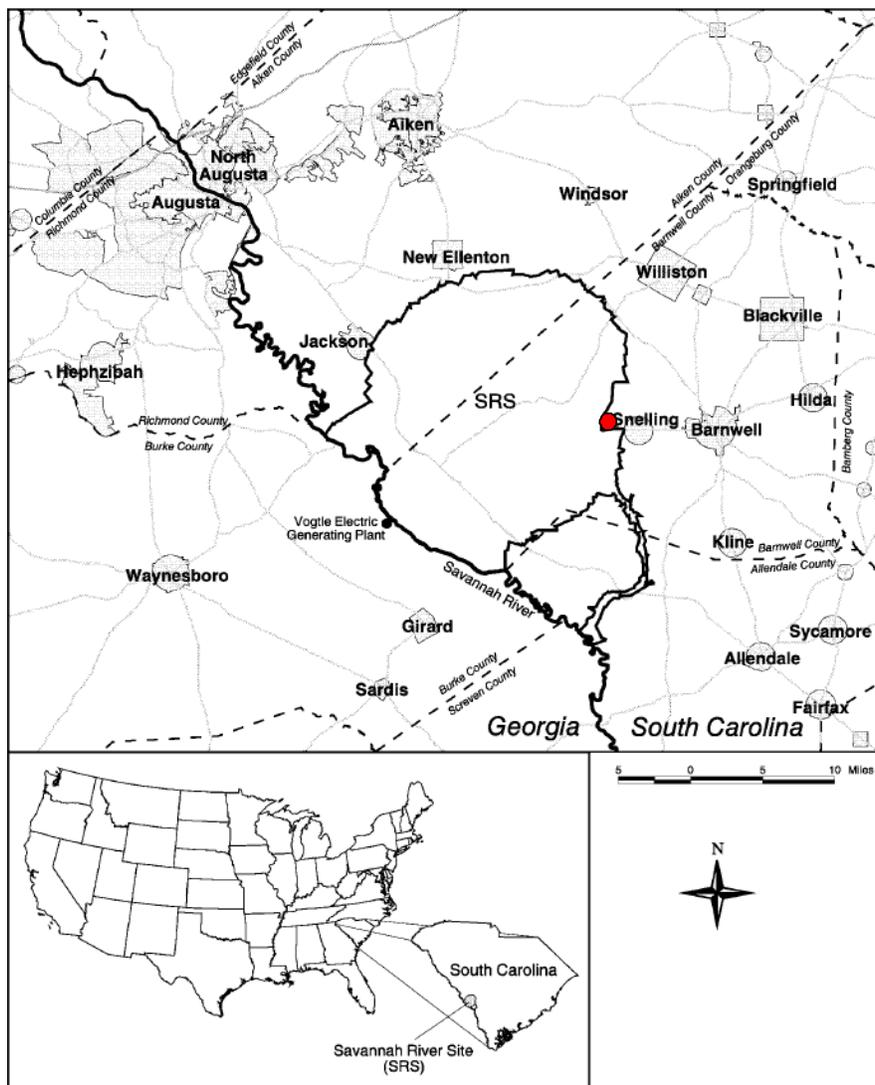 Edgefield County
Aiken County
Aiken
North
Augusta
Augusta
Columbia County
Richmond County
Windsor
Aiken County
Orangeburg County
Barnwell County
Springfield
New Ellenton
Williston
Blackville
Jackson
Hephzibah
SRS
Snelling
Barnwell
Hilda
Bamberg County
Richmond County
Burke County
Vogtle Electric
Generating Plant
Kline
Barnwell County
Allendale County
Waynesboro
Savannah River
Girard
Sycamore
Allendale
Sardis
Burke County
Screven County
Fairfax
Georgia
South Carolina
5 0 5 10 Miles
N
South Carolina
Savannah River Site
(SRS)